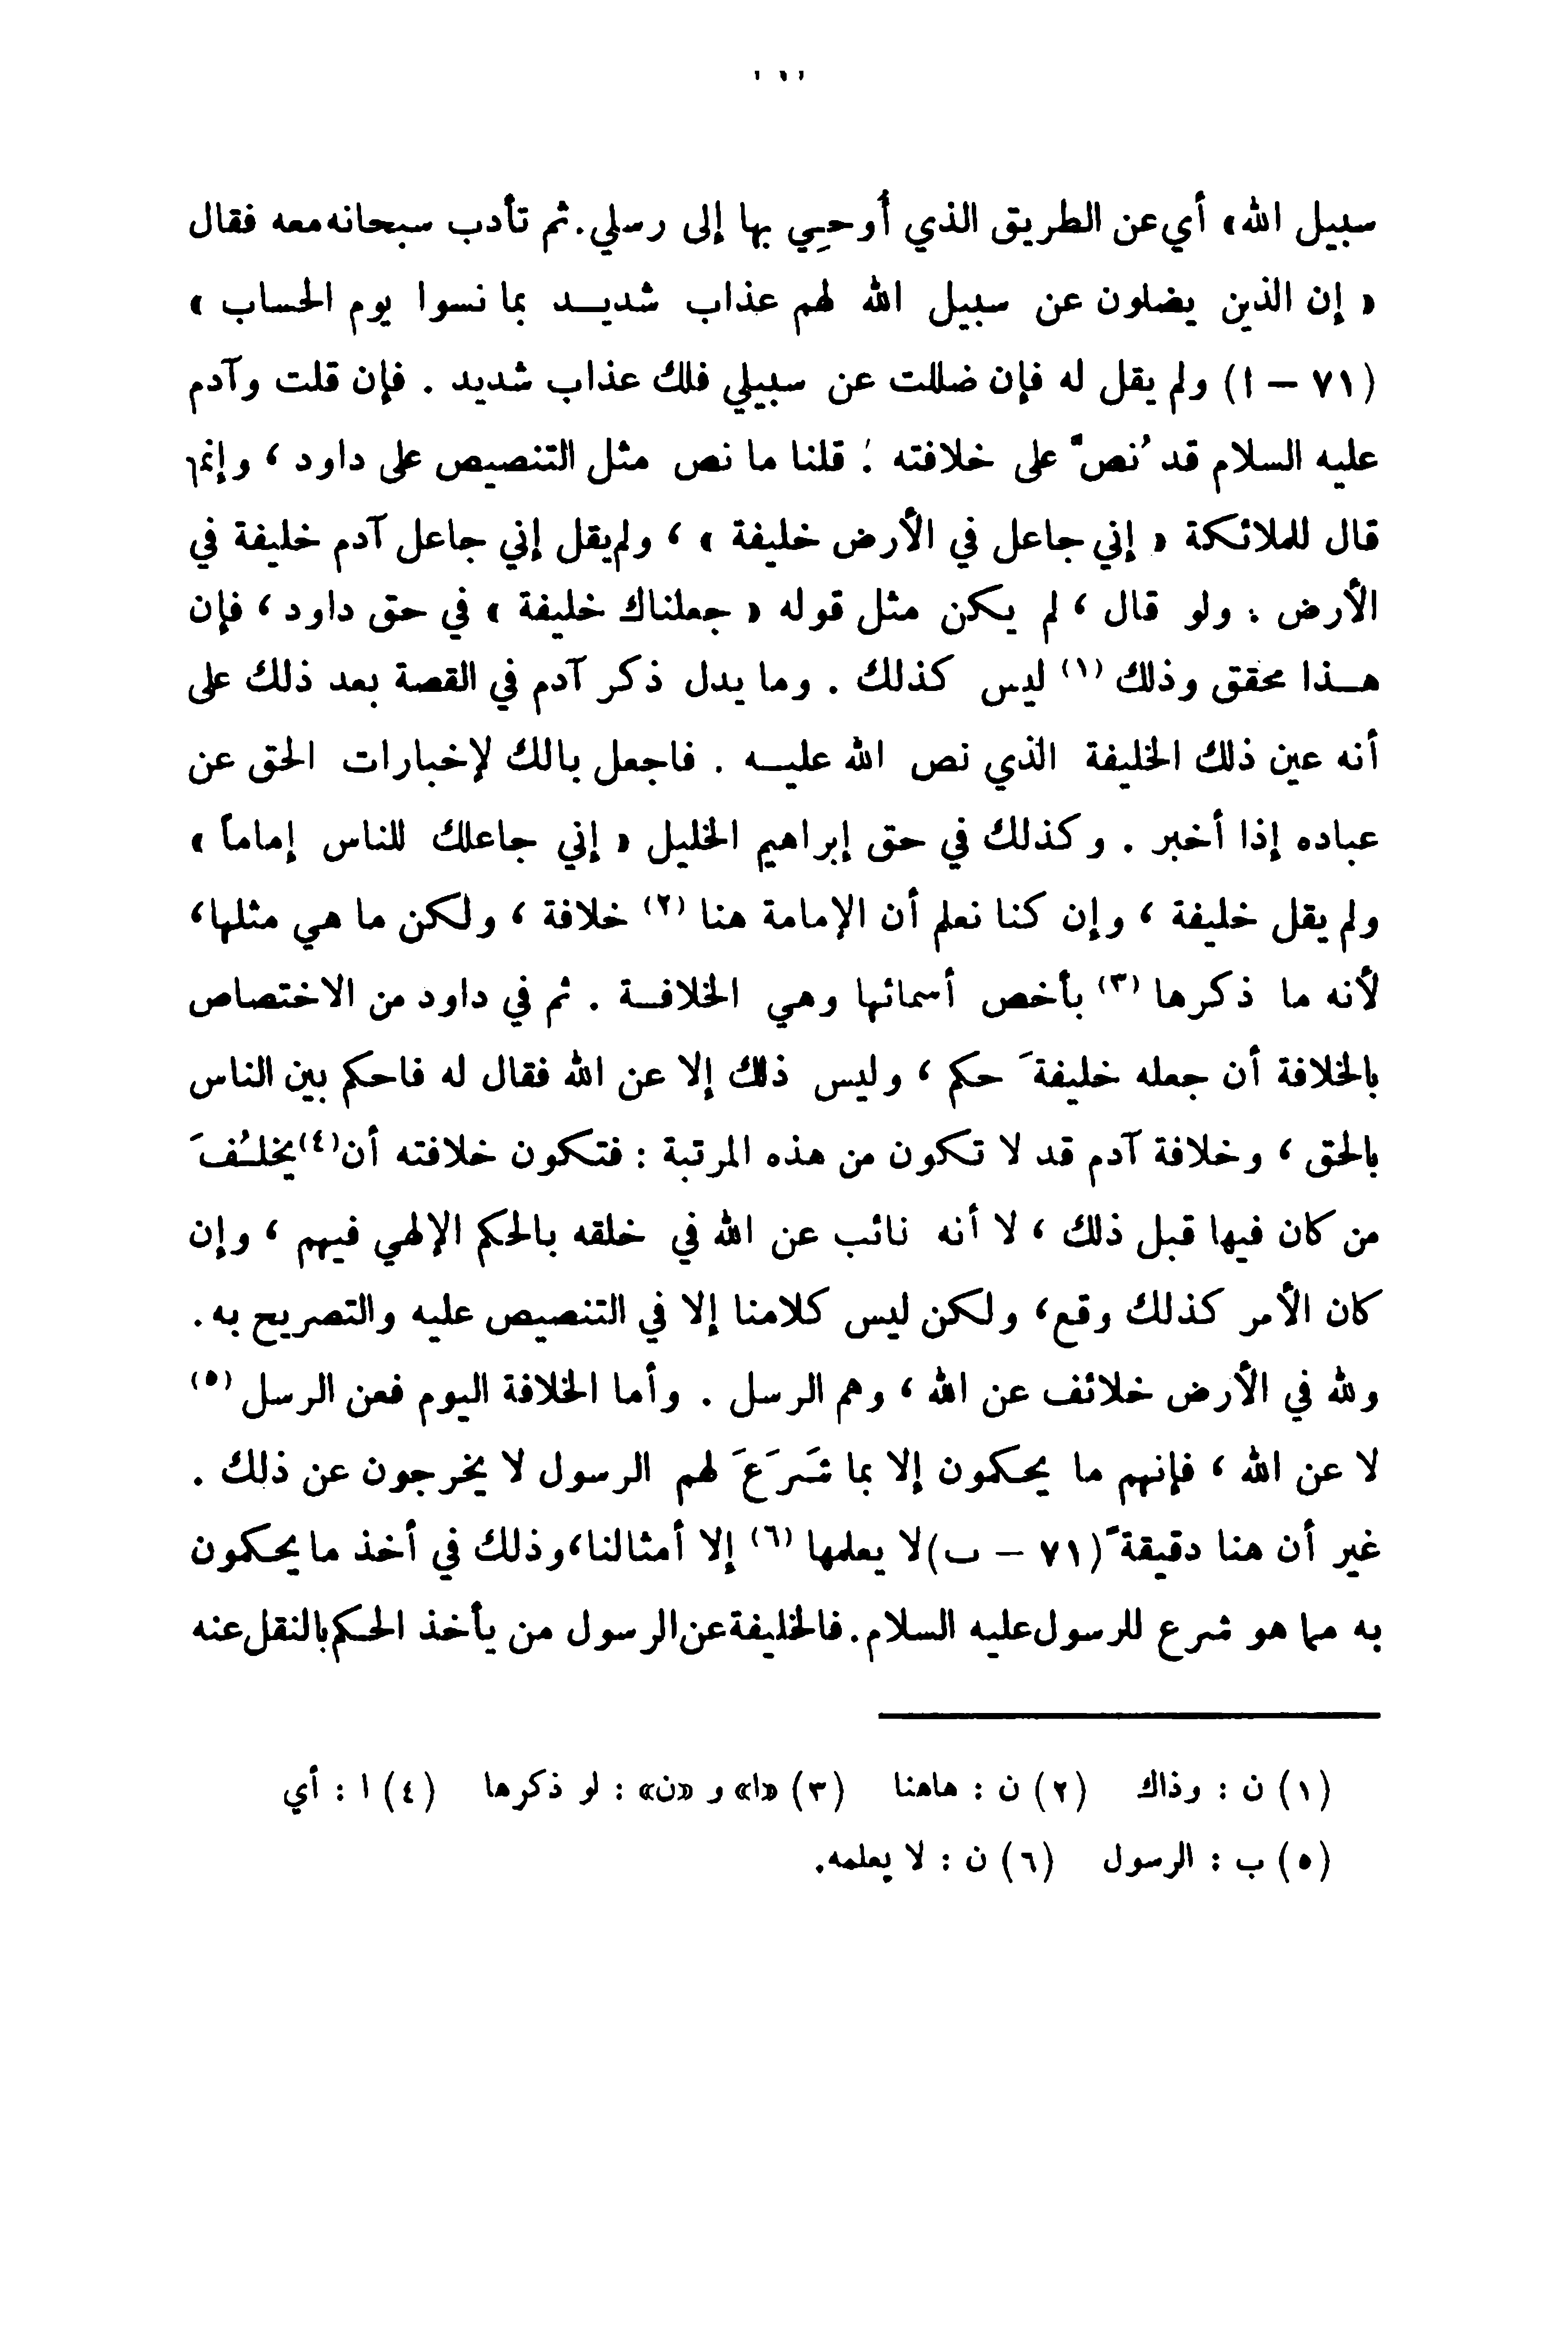 سبيل الله» أي عن الطريق الذي أُوحِي بها إلى رسلي. ثم تأدب سبحانه معه فقال
« إن الذين يضلون عن سبيل الله لهم عذاب شديـد بما نسوا يوم الحساب »
(٧١ – ا) ولم يقل له فإن ضللت عن سبيلي فلك عذاب شديد . فإن قلت وآدم
عليه السلام قد نُصَّ على خلافته : قلنا ما نص مثل التنصيص على داود ، وإنما
قال للملائكة « إني جاعل في الأرض خليفة » ، ولم يقل إني جاعل آدم خليفة في
الأرض . ولو قال ، لم يكن مثل قوله « جعلناك خليفة » في حق داود ، فإن
هـذا محقق وذلك (١) ليس كذلك . وما يدل ذكر آدم في القصة بعد ذلك على
أنه عين ذلك الخليفة الذي نص الله عليـه . فاجعل بالك لإخبارات الحق عن
عباده إذا أخبر . وكذلك في حق إبراهيم الخليل « إني جاعلك للناس إماماً »
ولم يقل خليفة ، وإن كنا نعلم أن الإمامة هنا (٢) خلافة ، ولكن ما هي مثلها،
لأنه ما ذكرها (٣) بأخص أسمائها وهي الخلافـة . ثم في داود من الاختصاص
بالخلافة أن جعله خليفةَ حكم ، وليس ذلك إلا عن الله فقال له فاحكم بين الناس
بالحق ، وخلافة آدم قد لا تكون من هذه المرتبة : فتكون خلافته أن(٤)يخلُفَ
من كان فيها قبل ذلك ، لا أنه نائب عن الله في خلقه بالحكم الإلهي فيهم ، وإن
كان الأمر كذلك وقع، ولكن ليس كلامنا إلا في التنصيص عليه والتصريح به.
ولله في الأرض خلائف عن الله ، وهم الرسل . وأما الخلافة اليوم فعن الرسل (٥)
لا عن الله ، فإنهم ما يحكمون إلا بما شَرَعَ لهم الرسول لا يخرجون عن ذلك .
غير أن هنا دقيقةً (٧١ – ب) لا يعلمها (٦) إلا أمثالنا، وذلك في أخذ ما يحكمون
به مما هو شرع للرسول عليه السلام. فالخليفة عن الرسول من يأخذ الحكم بالنقل عنه
(١) ن : وذاك (٢) ن : هاهنا (٣) «ا» و «ن» : لو ذكرها (٤) ا : أي
(٥) ب : الرسول (٦) ن : لا يعلمه.